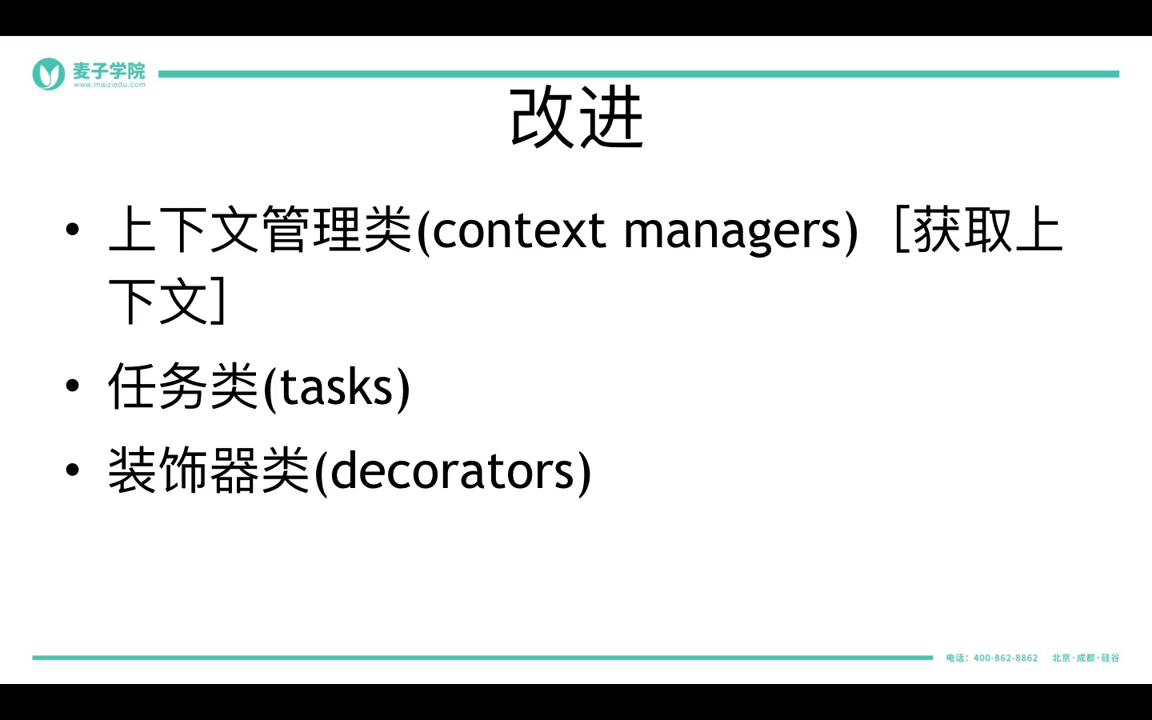 麦子学院
www.maiziedu.com
改进
• 上下文管理类(context managers)［获取上
下文］
• 任务类(tasks)
• 装饰器类(decorators)
电话：400-862-8862 北京·成都·硅谷